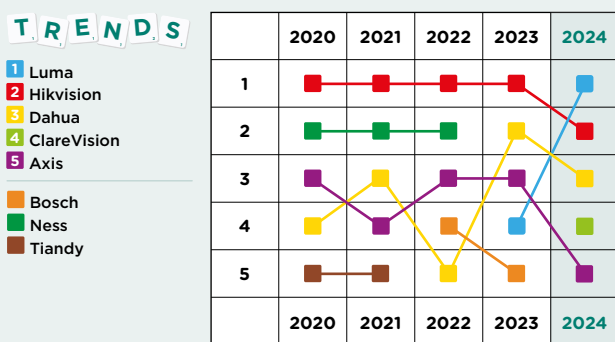 TRENDS
1 Luma
2 Hikvision
3 Dahua
4 ClareVision
5 Axis
Bosch
Ness
Tiandy
2020 2021 2022 2023 2024
1
2
3
4
5
2020 2021 2022 2023 2024